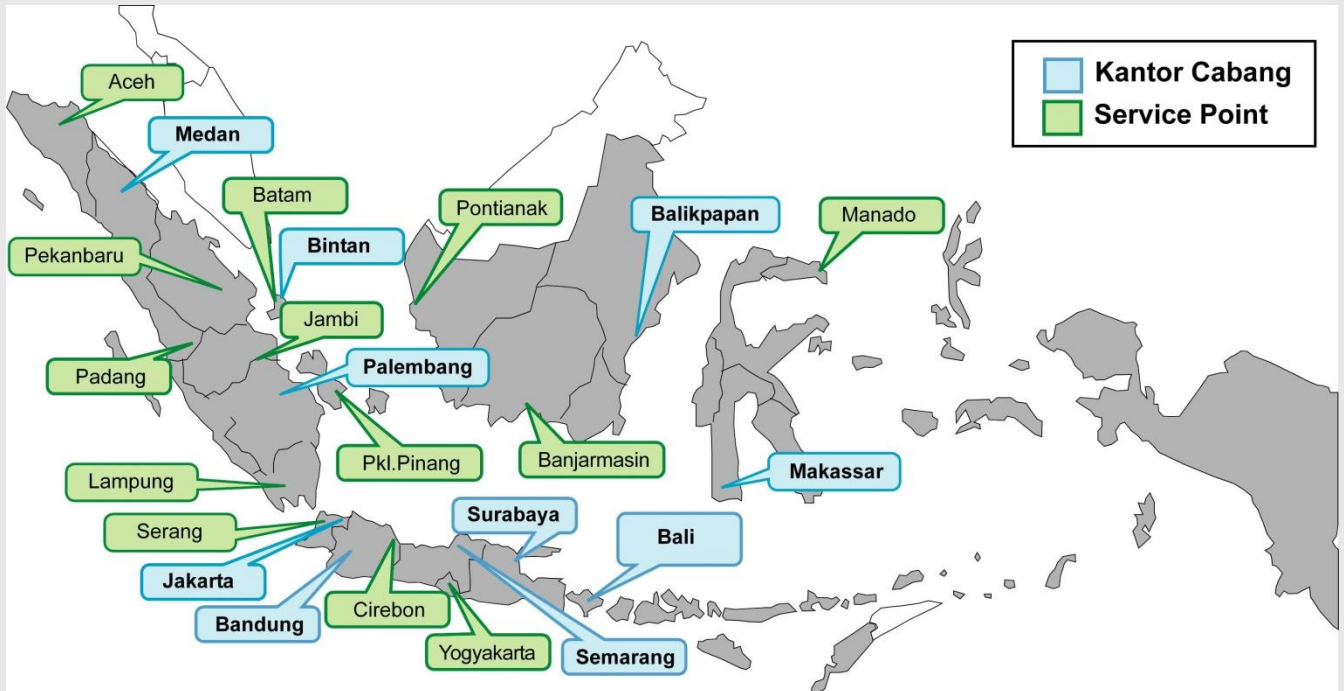 Kantor Cabang
Service Point
Aceh
Medan
Batam
Pontianak
Balikpapan
Manado
Bintan
Pekanbaru
Jambi
Padang
Palembang
Pkl.Pinang
Banjarmasin
Makassar
Lampung
Serang
Surabaya
Bali
Jakarta
Bandung
Cirebon
Yogyakarta
Semarang